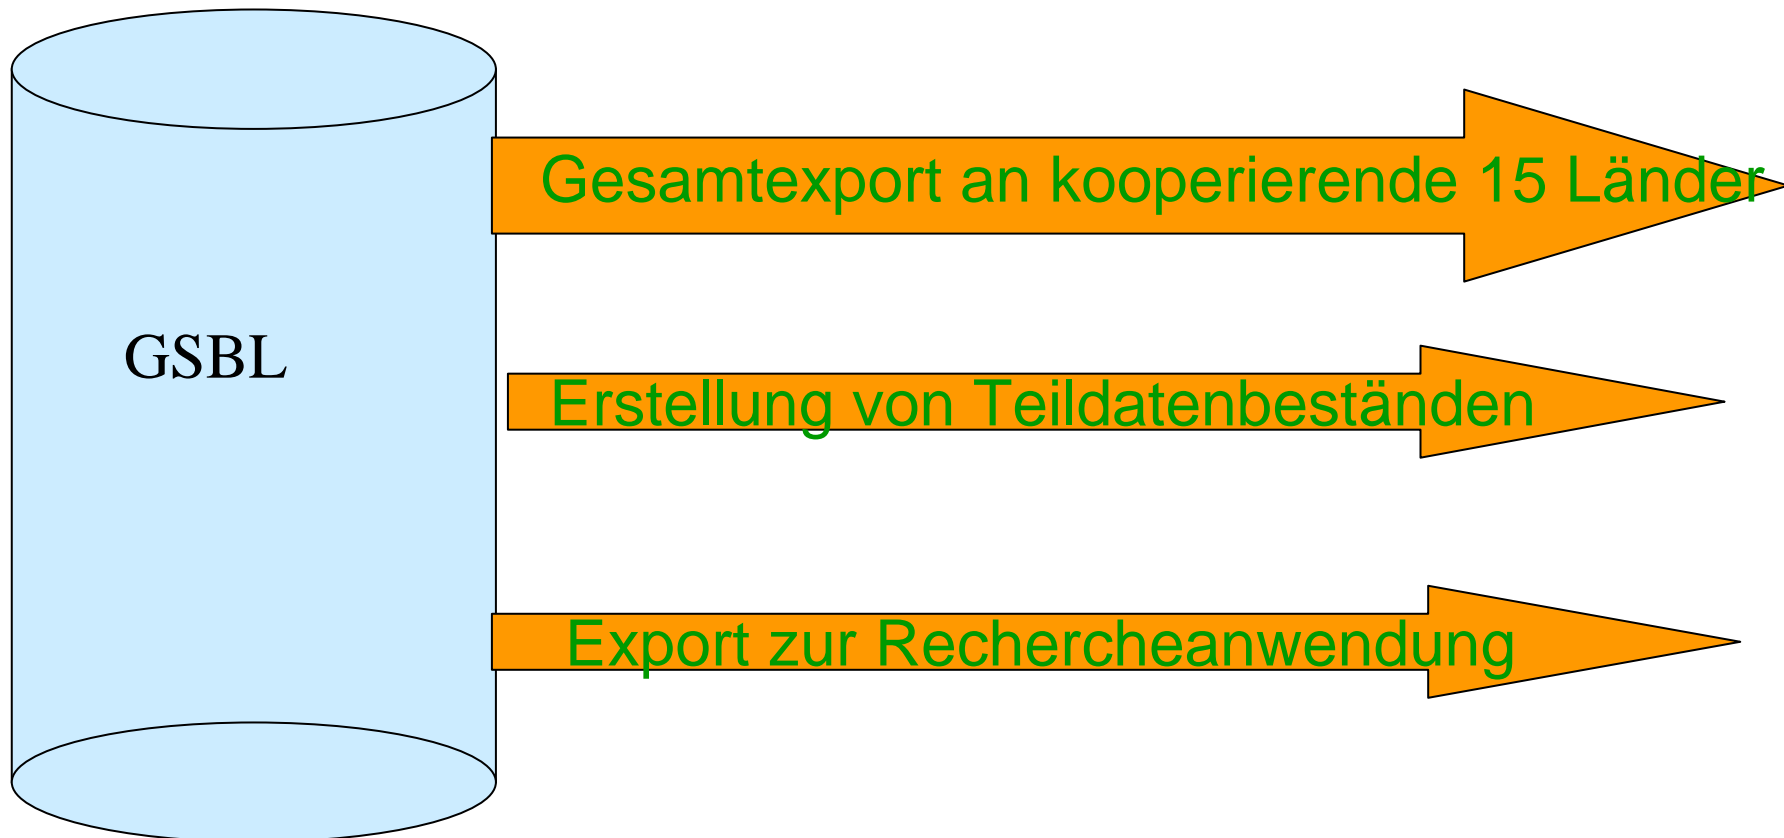 Gesamtexport an kooperierende 15 Länder
GSBL
Erstellung von Teildatenbeständen
Export zur Rechercheanwendung